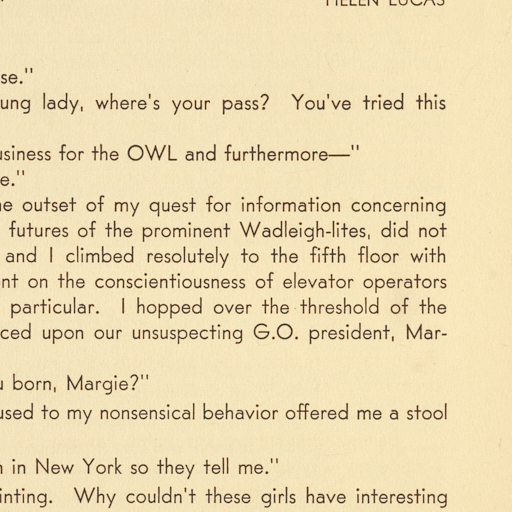 HELEN LUCAS
se."
ung lady, where's your pass? You've tried this
usiness for the OWL and furthermore—"
e."
ne outset of my quest for information concerning
futures of the prominent Wadleigh-lites, did not
and I climbed resolutely to the fifth floor with
nt on the conscientiousness of elevator operators
particular. I hopped over the threshold of the
ced upon our unsuspecting G.O. president, Mar-
u born, Margie?"
used to my nonsensical behavior offered me a stool
n in New York so they tell me."
inting. Why couldn't these girls have interesting